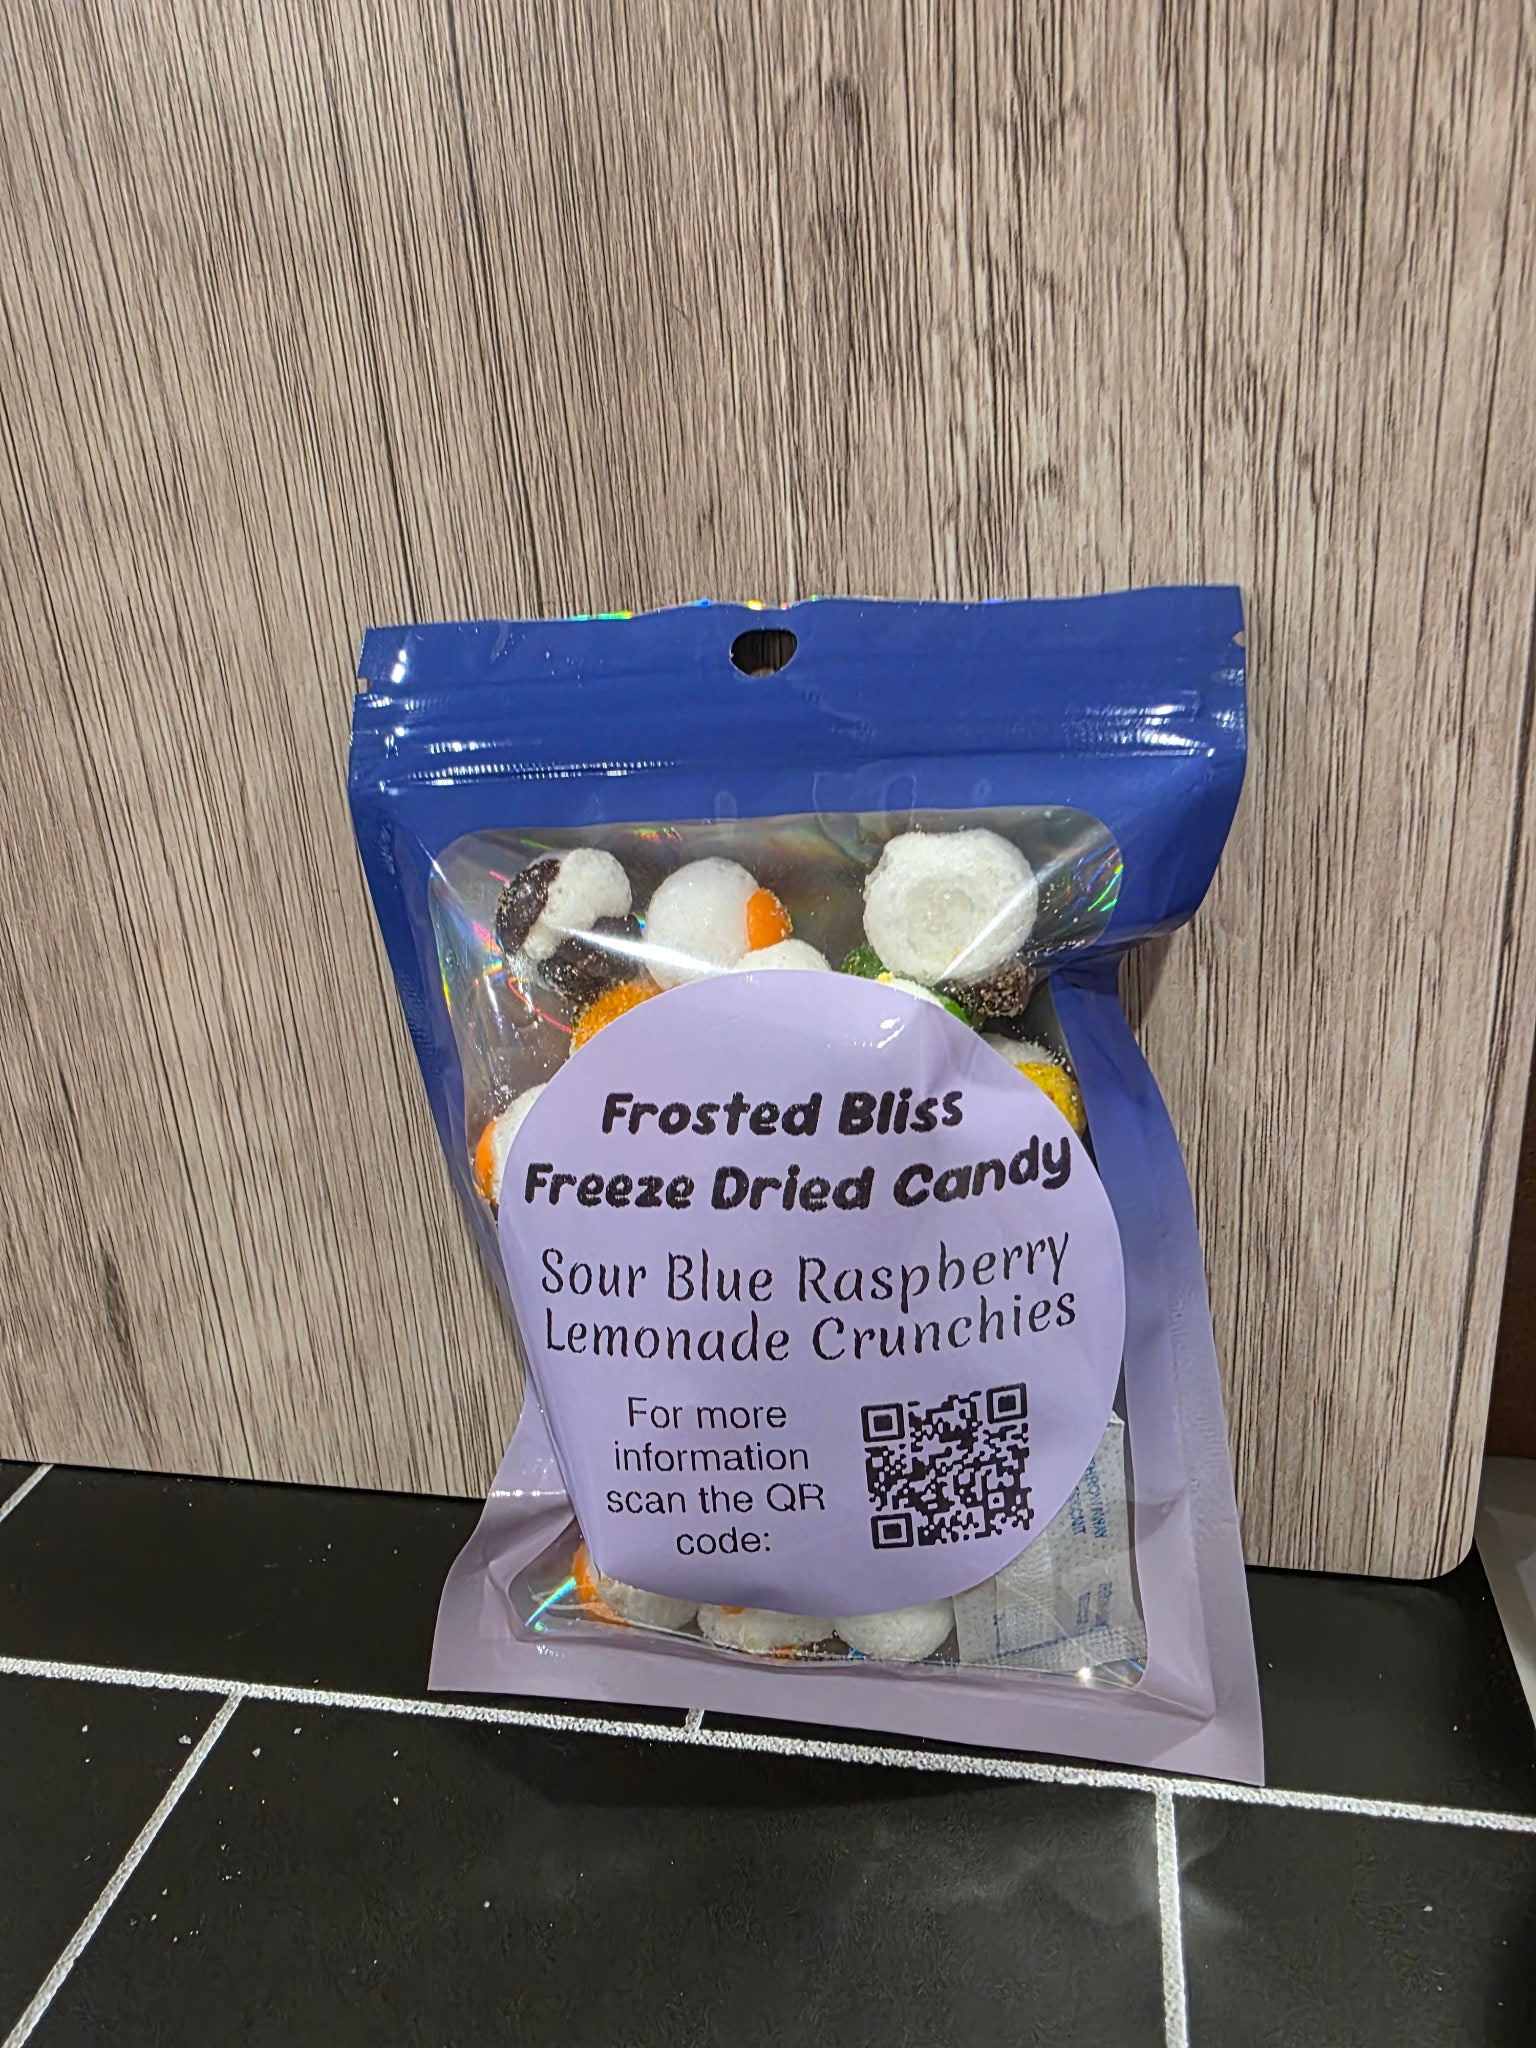 Frosted Bliss
Freeze Dried Candy
Sour Blue Raspberry
Lemonade Crunchies
For more
information
scan the QR
code: